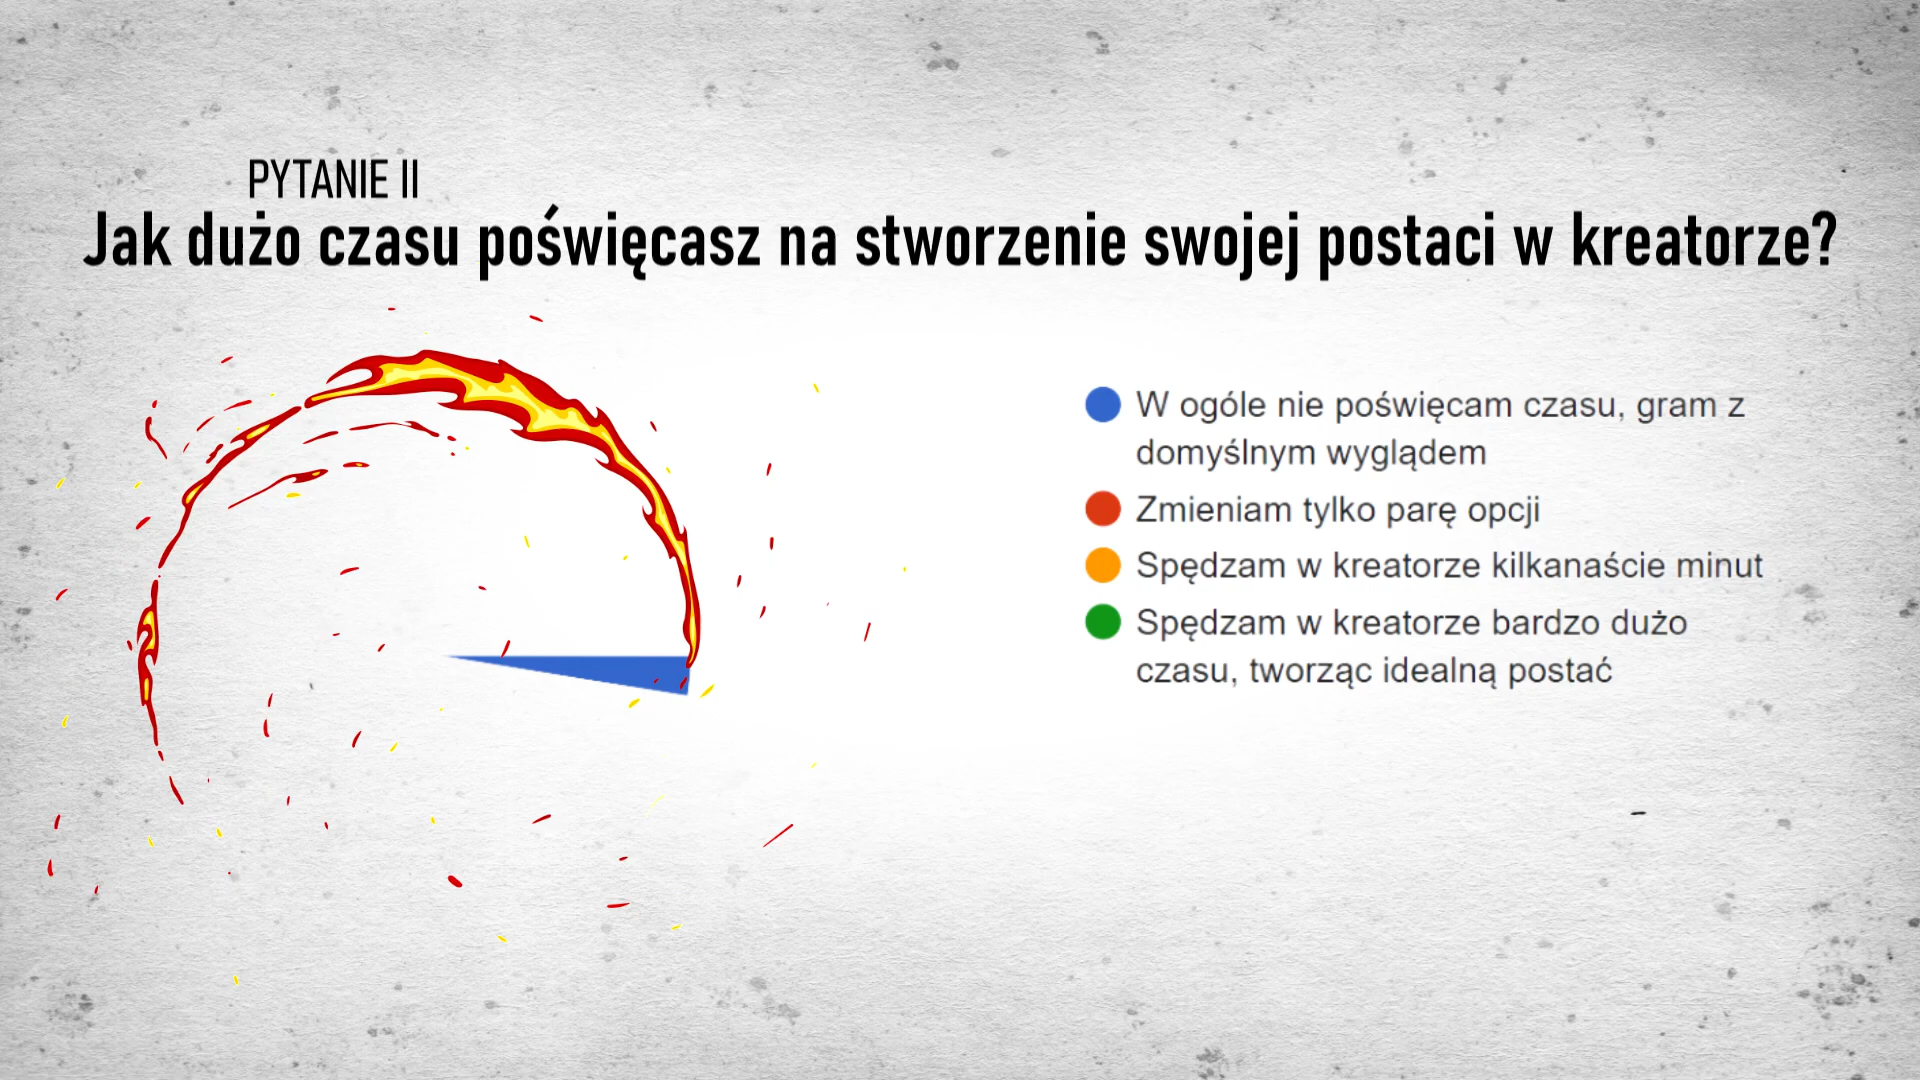 PYTANIE II
Jak dużo czasu poświęcasz na stworzenie swojej postaci w kreatorze?
W ogóle nie poświęcam czasu, gram z
domyślnym wyglądem
Zmieniam tylko parę opcji
Spędzam w kreatorze kilkanaście minut
Spędzam w kreatorze bardzo dużo
czasu, tworząc idealną postać